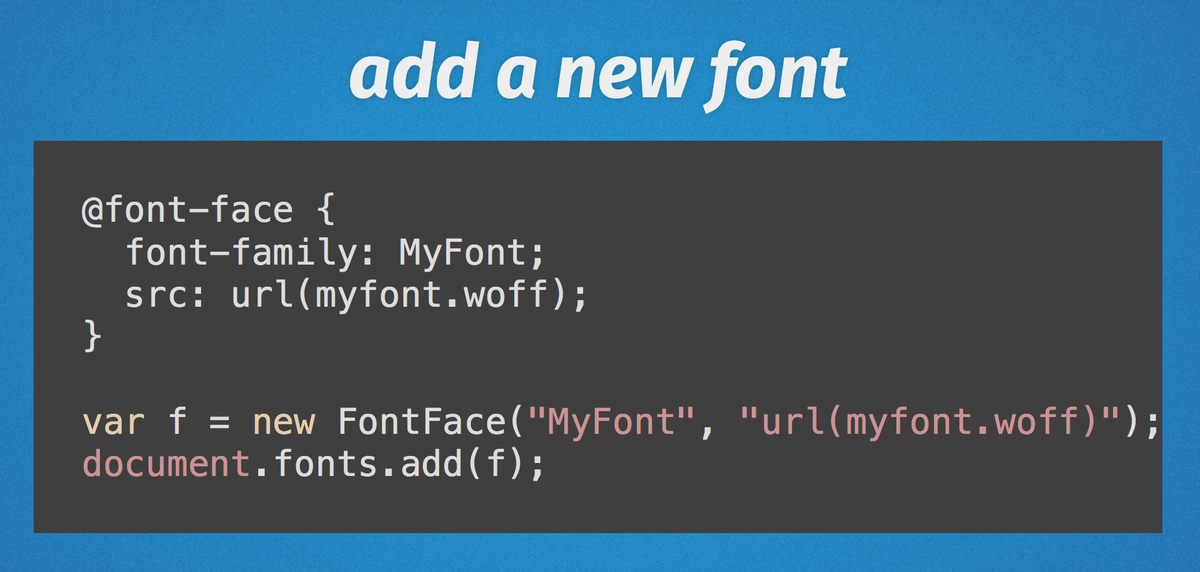 add a new font
@font-face {
  font-family: MyFont;
  src: url(myfont.woff);
}
var f = new FontFace("MyFont", "url(myfont.woff)");
document.fonts.add(f);